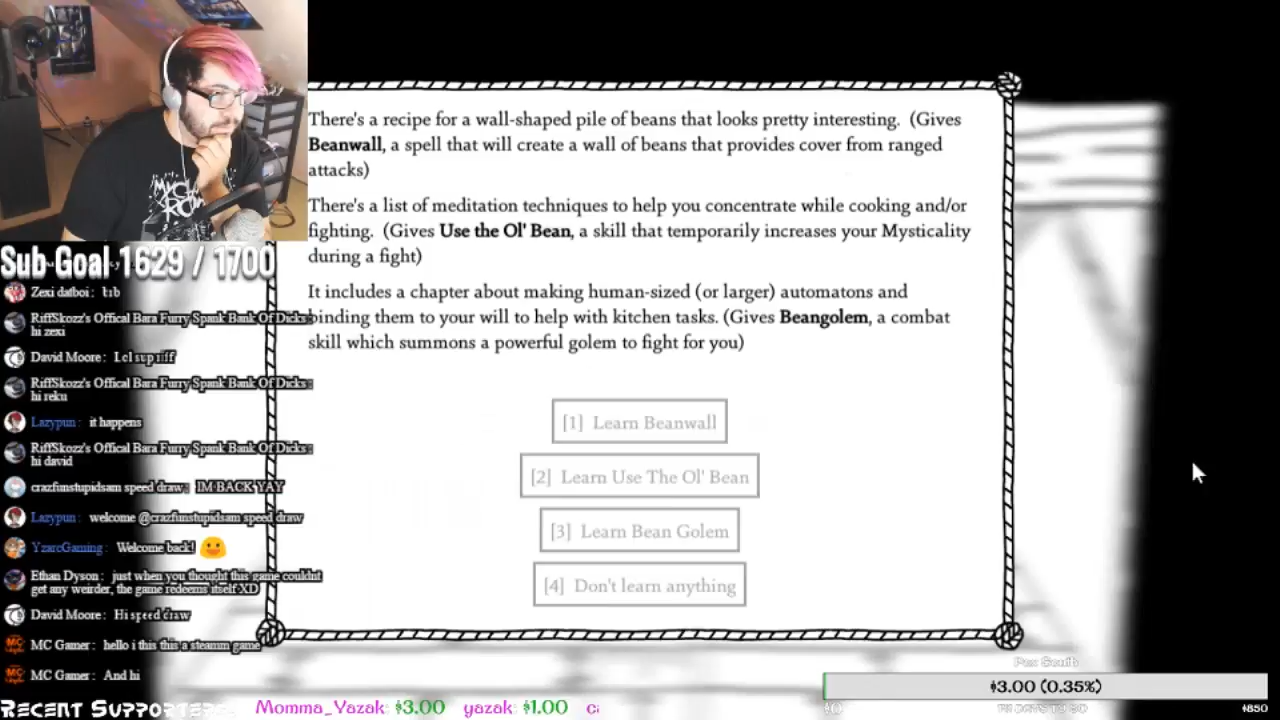 There's a recipe for a wall-shaped pile of beans that looks pretty interesting. (Gives
Beanwall, a spell that will create a wall of beans that provides cover from ranged
attacks)
There's a list of meditation techniques to help you concentrate while cooking and/or
fighting. (Gives Use the Ol' Bean, a skill that temporarily increases your Mysticality
during a fight)
It includes a chapter about making human-sized (or larger) automatons and
binding them to your will to help with kitchen tasks. (Gives Beangolem, a combat
skill which summons a powerful golem to fight for you)
[1] Learn Beanwall
[2] Learn Use The Ol' Bean
[3] Learn Bean Golem
[4] Don't learn anything
Sub Goal 1629 / 1700
Zexi datboi :
RiffSkozz's Offical Bara Furry Spank Bank Of Dicks :
hi zexi
David Moore : Lol sup riff
RiffSkozz's Offical Bara Furry Spank Bank Of Dicks :
hi reku
Lazypun : it happens
RiffSkozz's Offical Bara Furry Spank Bank Of Dicks :
hi david
crazfunstupidsam speed draw : IM BACK YAY
Lazypun : welcome @crazfunstupidsam speed draw
YzarcGaming : Welcome back!
Ethan Dyson : just when you thought this game couldnt
get any weirder, the game redeems itself XD
David Moore : Hi speed draw
MC Gamer : hello i this this a steamm game
MC Gamer : And hi
Recent Supporters
Momma_Yazak: $3.00 yazak: $1.00 ci
$3.00 (0.35%)
$0
$850